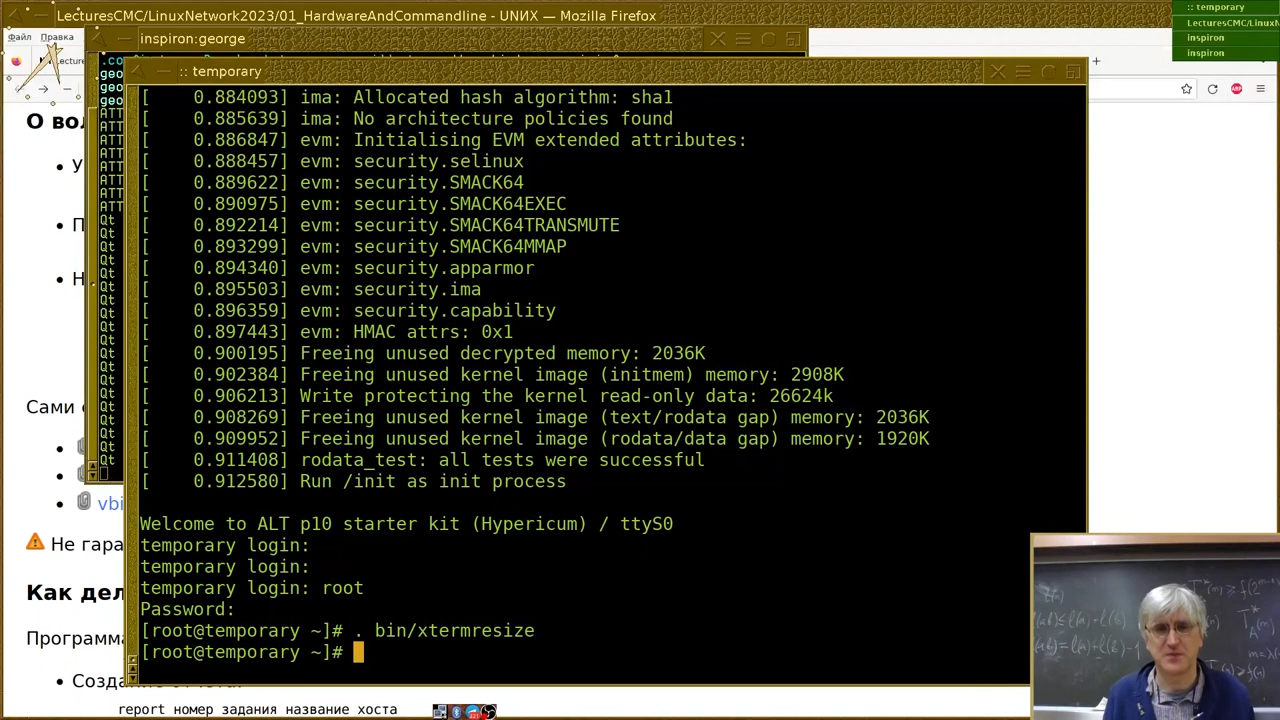 LecturesCMC/LinuxNetwork2023/01_HardwareAndCommandline - UNИX — Mozilla Firefox
:: temporary
LecturesCMC/LinuxN
inspiron
inspiron
Файл Правка
inspiron:george
:: temporary
[    0.884093] ima: Allocated hash algorithm: sha1
[    0.885639] ima: No architecture policies found
[    0.886847] evm: Initialising EVM extended attributes:
[    0.888457] evm: security.selinux
[    0.889622] evm: security.SMACK64
[    0.890975] evm: security.SMACK64EXEC
[    0.892214] evm: security.SMACK64TRANSMUTE
[    0.893299] evm: security.SMACK64MMAP
[    0.894340] evm: security.apparmor
[    0.895503] evm: security.ima
[    0.896359] evm: security.capability
[    0.897443] evm: HMAC attrs: 0x1
[    0.900195] Freeing unused decrypted memory: 2036K
[    0.902384] Freeing unused kernel image (initmem) memory: 2908K
[    0.906213] Write protecting the kernel read-only data: 26624k
[    0.908269] Freeing unused kernel image (text/rodata gap) memory: 2036K
[    0.909952] Freeing unused kernel image (rodata/data gap) memory: 1920K
[    0.911408] rodata_test: all tests were successful
[    0.912580] Run /init as init process
Welcome to ALT p10 starter kit (Hypericum) / ttyS0
temporary login:
temporary login:
temporary login: root
Password:
[root@temporary ~]# . bin/xtermresize
[root@temporary ~]#
О вол
У
П
Н
Сами
vbi
Не гара
Как дел
Програм
report номер задания название хоста